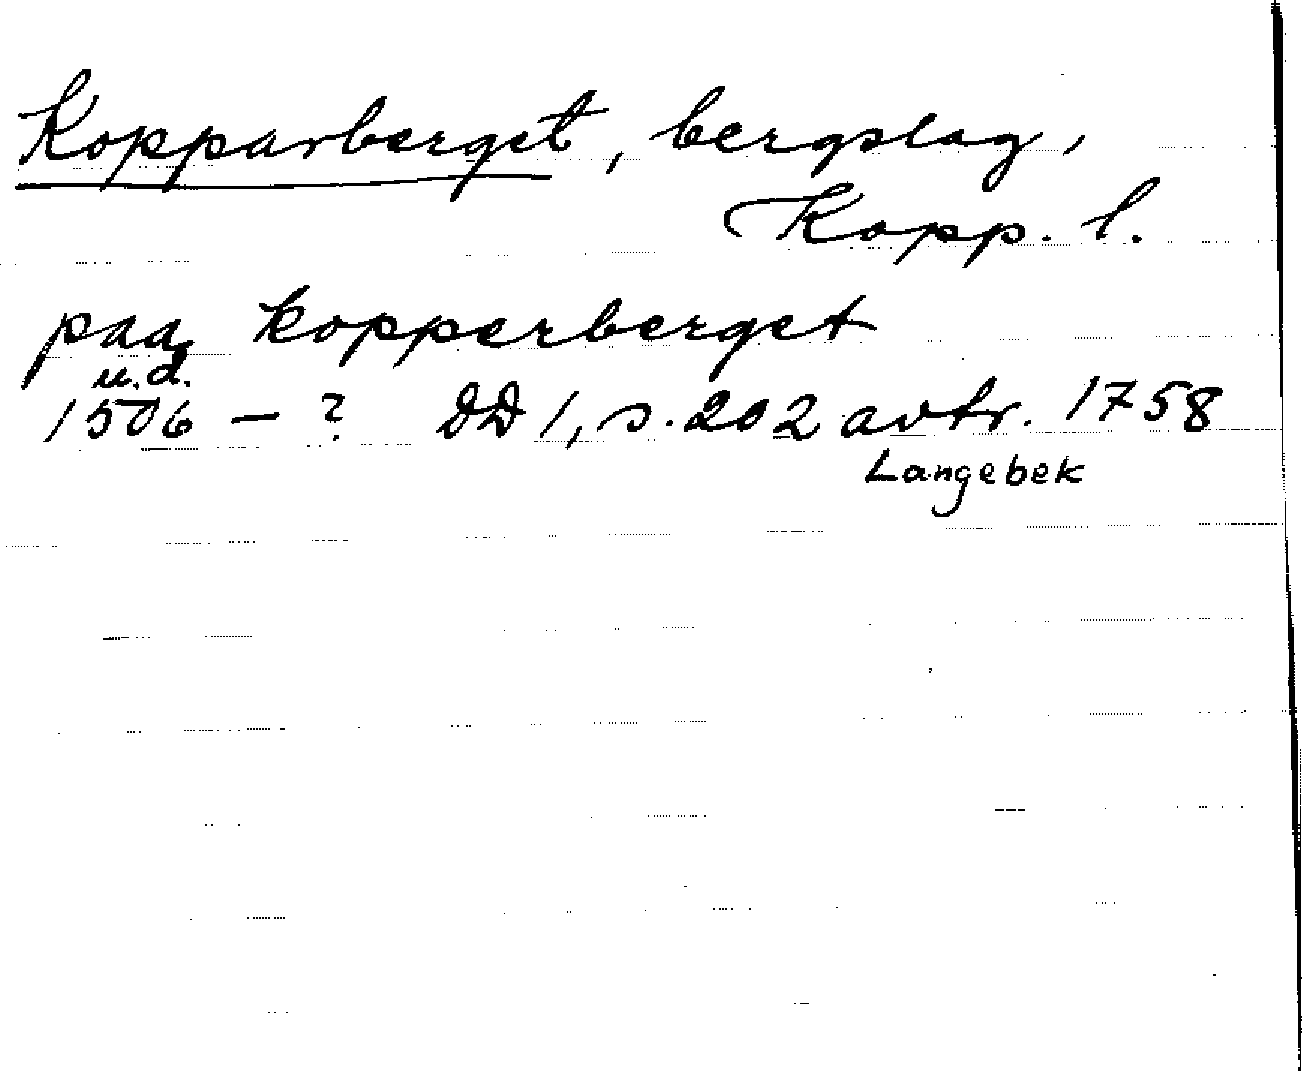 Kopparberget, bergslag,
Kopp. l.
paa kopperberget
u.d.
1506 – ? DD 1, s. 202 avtr. 1758
Langebek